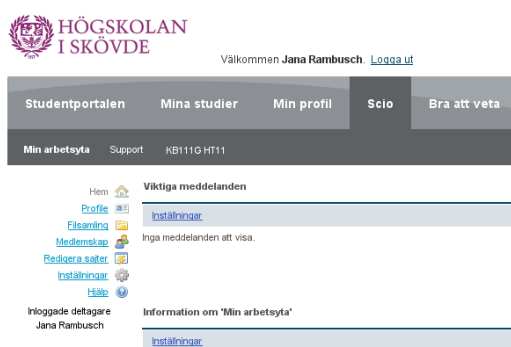 HÖGSKOLAN
I SKÖVDE
Välkommen Jana Rambusch. Logga ut
Studentportalen Mina studier Min profil Scio Bra att veta
Min arbetsyta Support KB111G HT11
Hem
Profile
Filsamling
Medlemskap
Redigera sajter
Inställningar
Hjälp
Inloggade deltagare
Jana Rambusch
Viktiga meddelanden
Inställningar
Inga meddelanden att visa.
Information om 'Min arbetsyta'
Inställningar